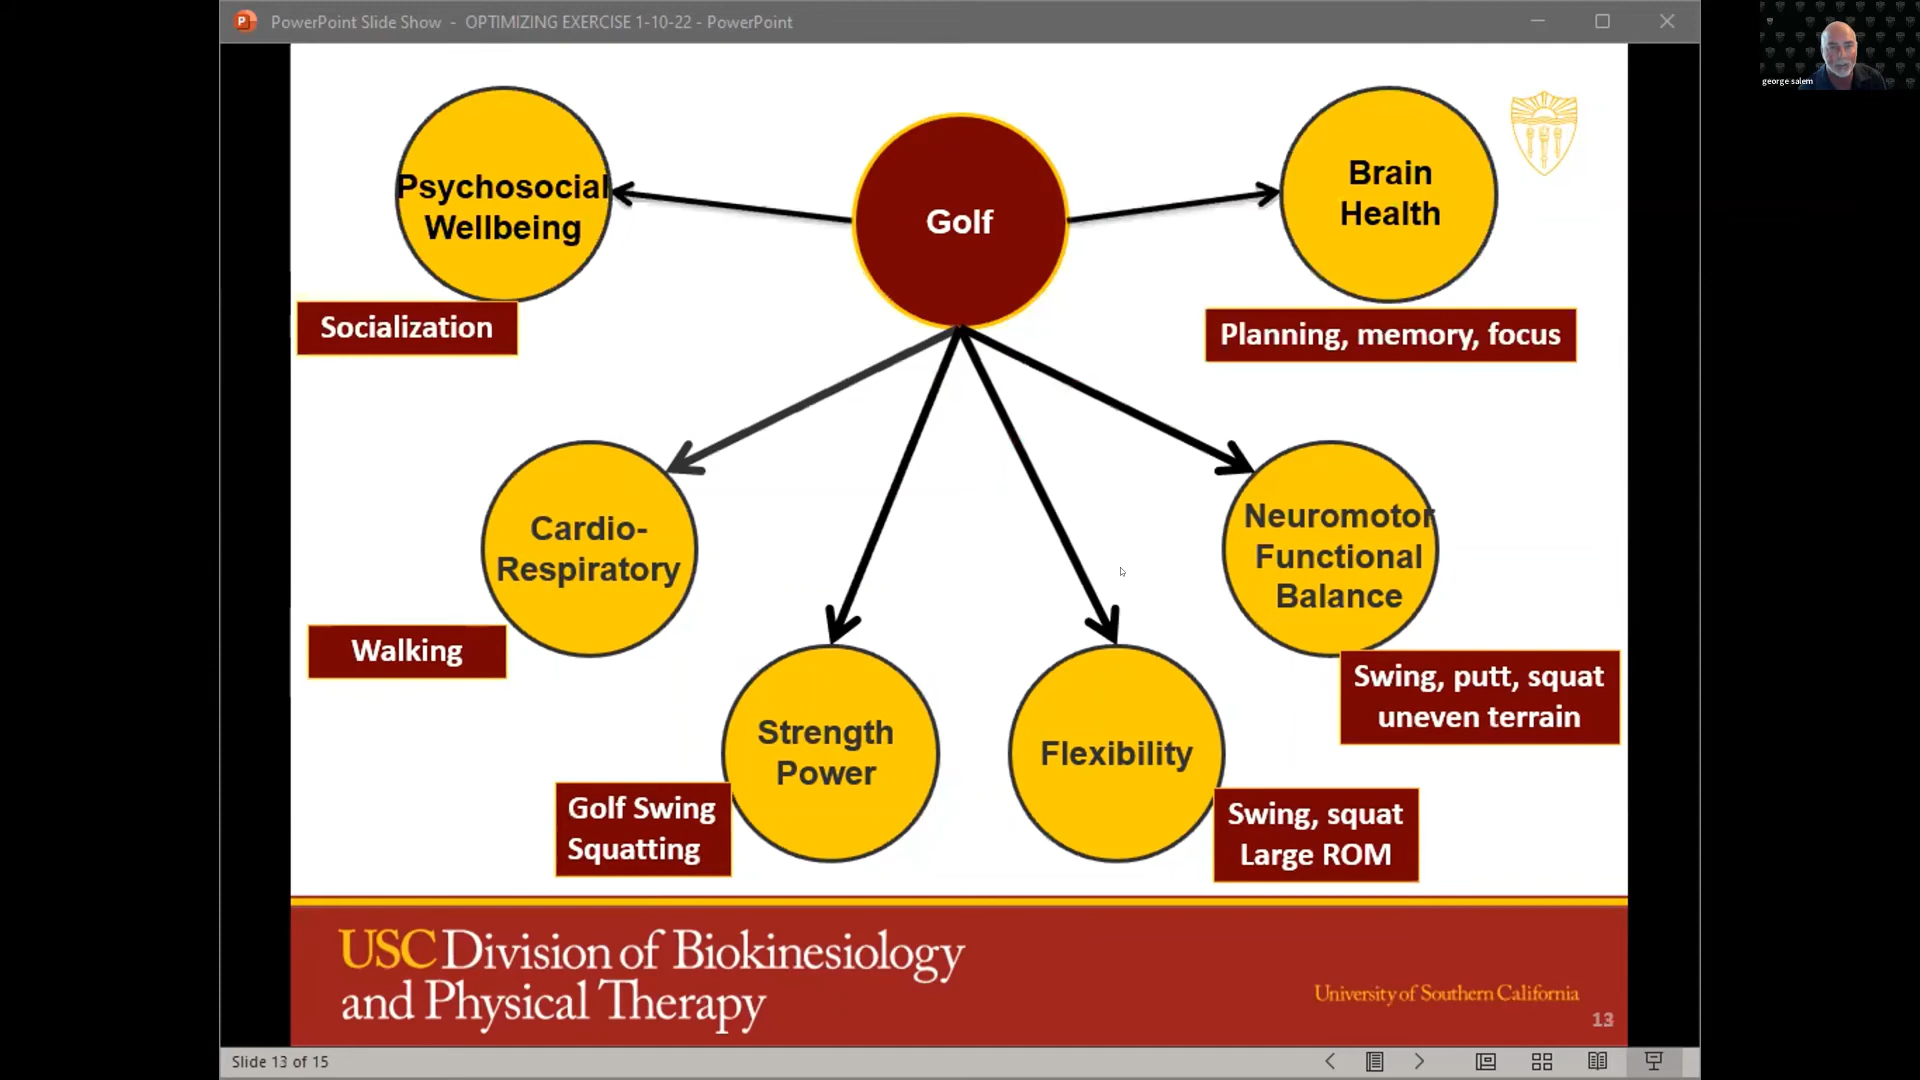 PowerPoint Slide Show - OPTIMIZING EXERCISE 1-10-22 - PowerPoint
george salem
Psychosocial
Wellbeing
Golf
Brain
Health
Socialization
Planning, memory, focus
Cardio-
Respiratory
Neuromotor
Functional
Balance
Walking
Swing, putt, squat
uneven terrain
Strength
Power
Flexibility
Golf Swing
Squatting
Swing, squat
Large ROM
USC Division of Biokinesiology
and Physical Therapy
University of Southern California
13
Slide 13 of 15